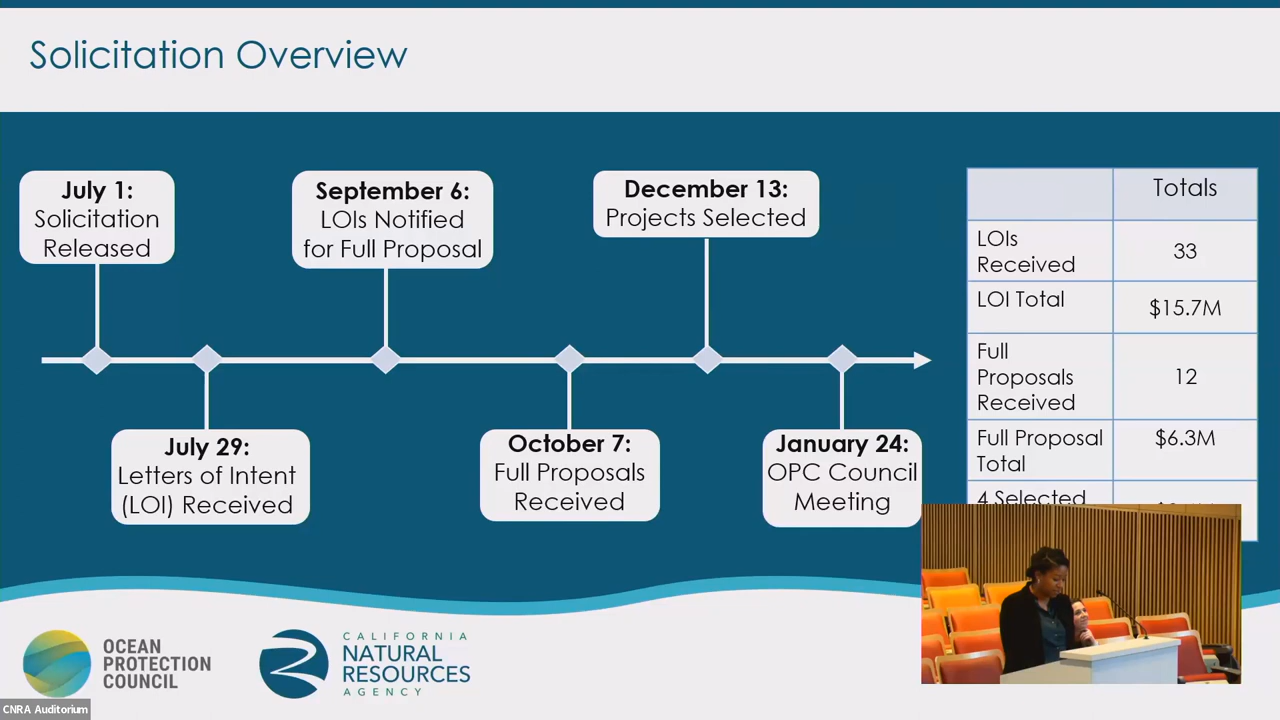 Solicitation Overview
July 1:
Solicitation
Released
September 6:
LOIs Notified
for Full Proposal
December 13:
Projects Selected
July 29:
Letters of Intent
(LOI) Received
October 7:
Full Proposals
Received
January 24:
OPC Council
Meeting
Totals
LOIs
Received
33
LOI Total
$15.7M
Full
Proposals
Received
12
Full Proposal
Total
$6.3M
4 Selected
OCEAN
PROTECTION
COUNCIL
CALIFORNIA
NATURAL
RESOURCES
AGENCY
CNRA Auditorium